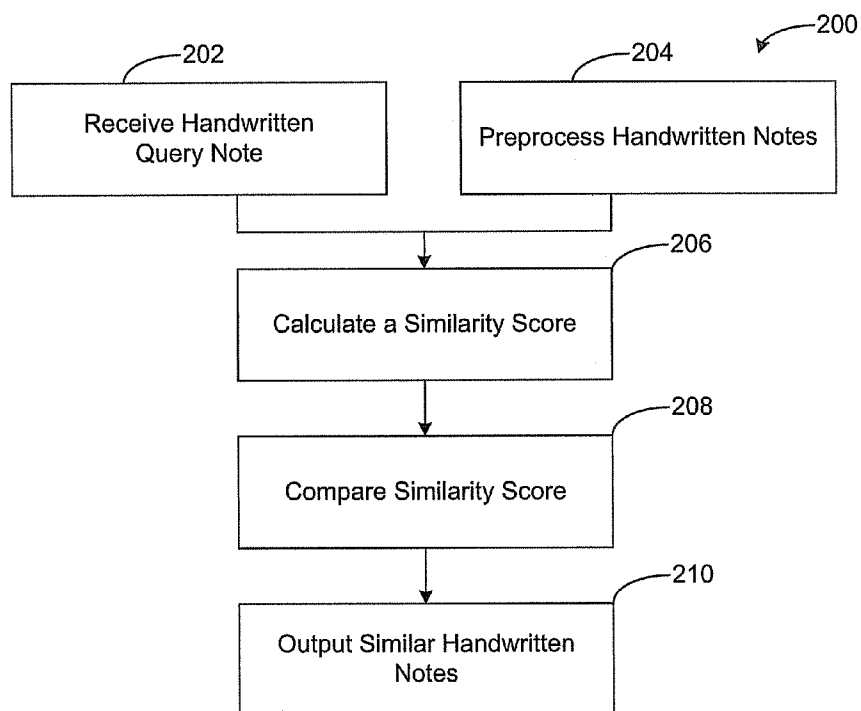 200
202
204
Receive Handwritten
Query Note
Preprocess Handwritten Notes
206
Calculate a Similarity Score
208
Compare Similarity Score
210
Output Similar Handwritten
Notes